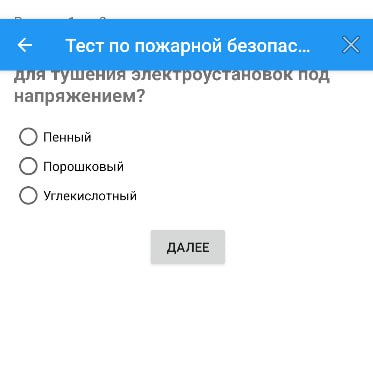 Тест по пожарной безопас...
для тушения электроустановок под
напряжением?
Пенный
Порошковый
Углекислотный
ДАЛЕЕ